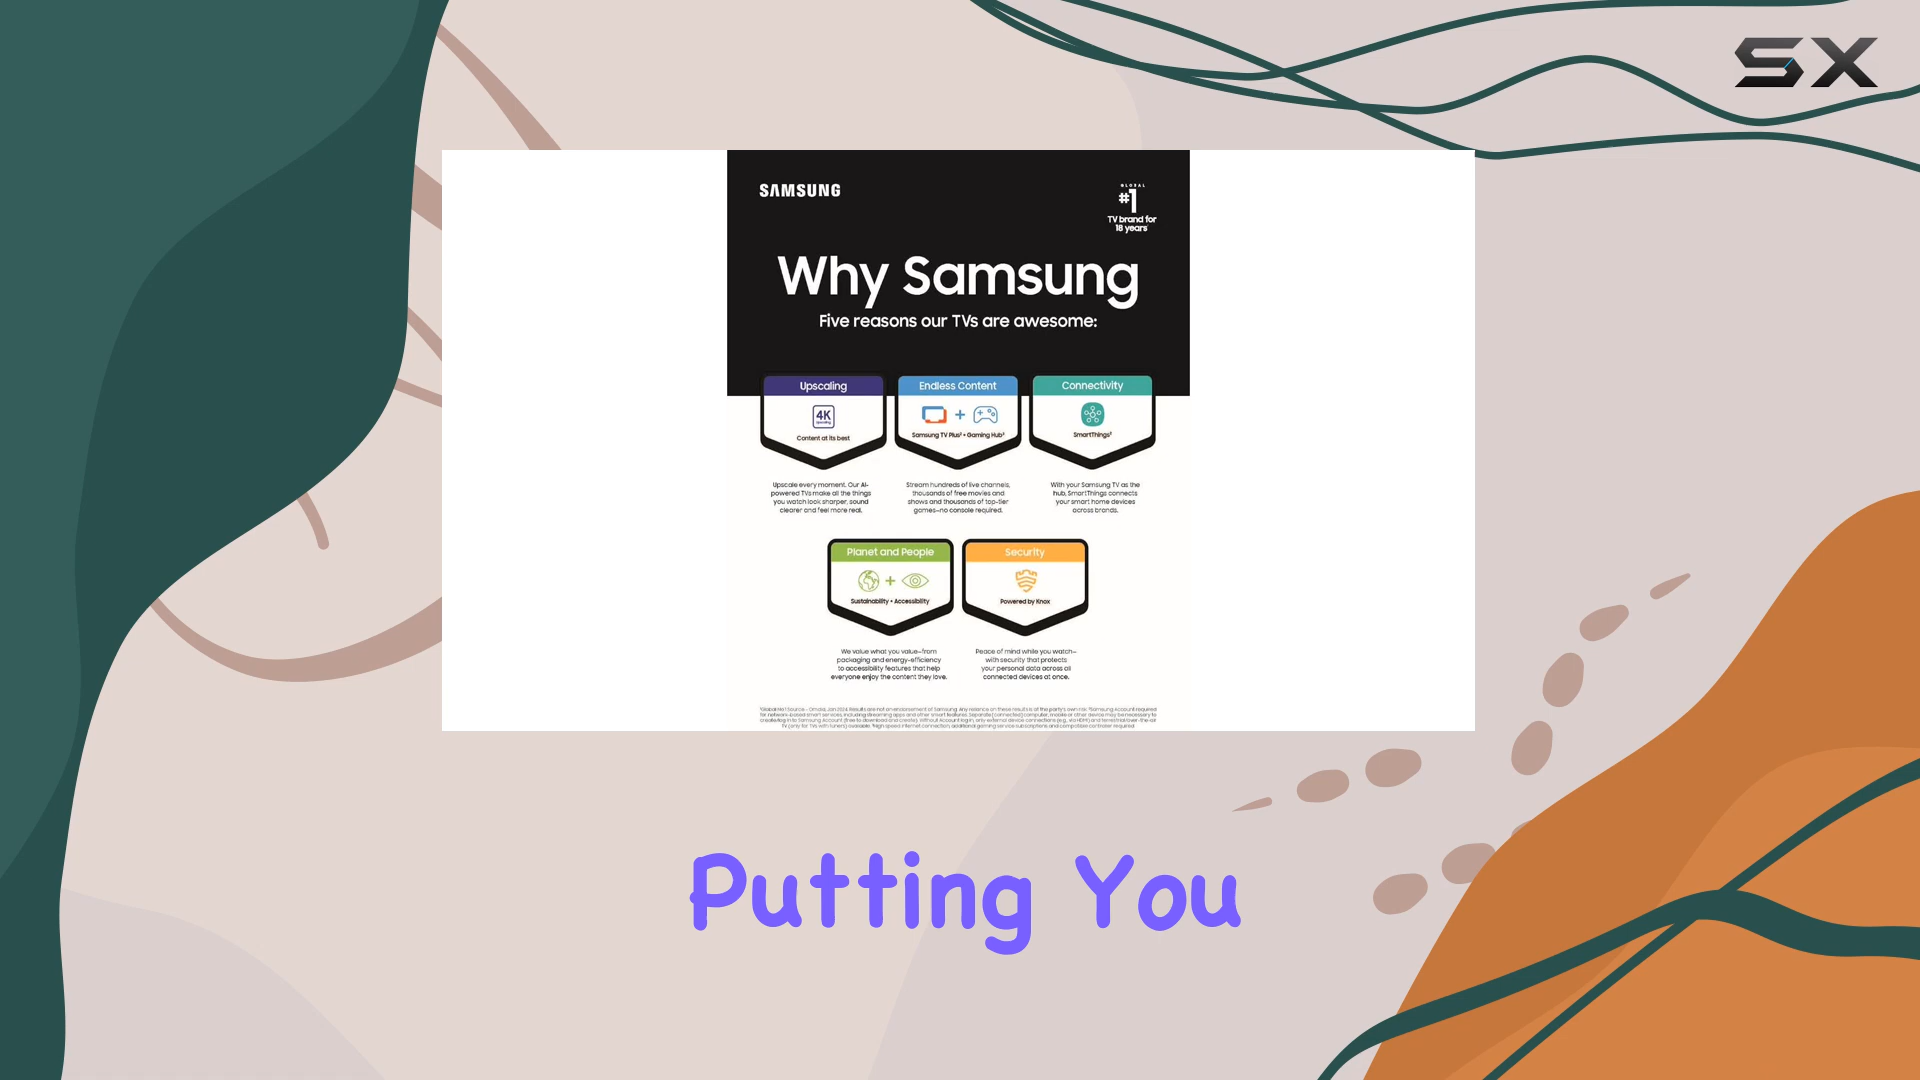 SX
SAMSUNG
GLOBAL
#1
TV brand for
18 years
Why Samsung
Five reasons our TVs are awesome:
Upscaling
Endless Content
Connectivity
4K
Upscaling
Content at its best
Samsung TV Plus² • Gaming Hub³
SmartThings²
Upscale every moment. Our AI-
powered TVs make all the things
you watch look sharper, sound
clearer and feel more real.
Stream hundreds of live channels,
thousands of free movies and
shows and thousands of top-tier
games—no console required.
With your Samsung TV as the
hub, SmartThings connects
your smart home devices
across brands.
Planet and People
Security
Sustainability • Accessibility
Powered by Knox
We value what you value—from
packaging and energy-efficiency
to accessibility features that help
everyone enjoy the content they love.
Peace of mind while you watch—
with security that protects
your personal data across all
connected devices at once.
Putting You